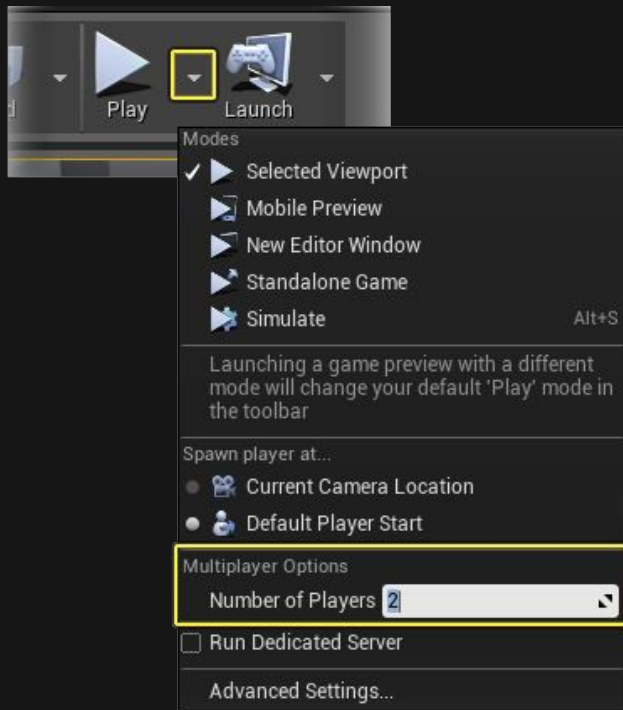 d
Play
Launch
Modes
Selected Viewport
Mobile Preview
New Editor Window
Standalone Game
Simulate Alt+S
Launching a game preview with a different
mode will change your default 'Play' mode in
the toolbar
Spawn player at...
Current Camera Location
Default Player Start
Multiplayer Options
Number of Players 2
Run Dedicated Server
Advanced Settings...